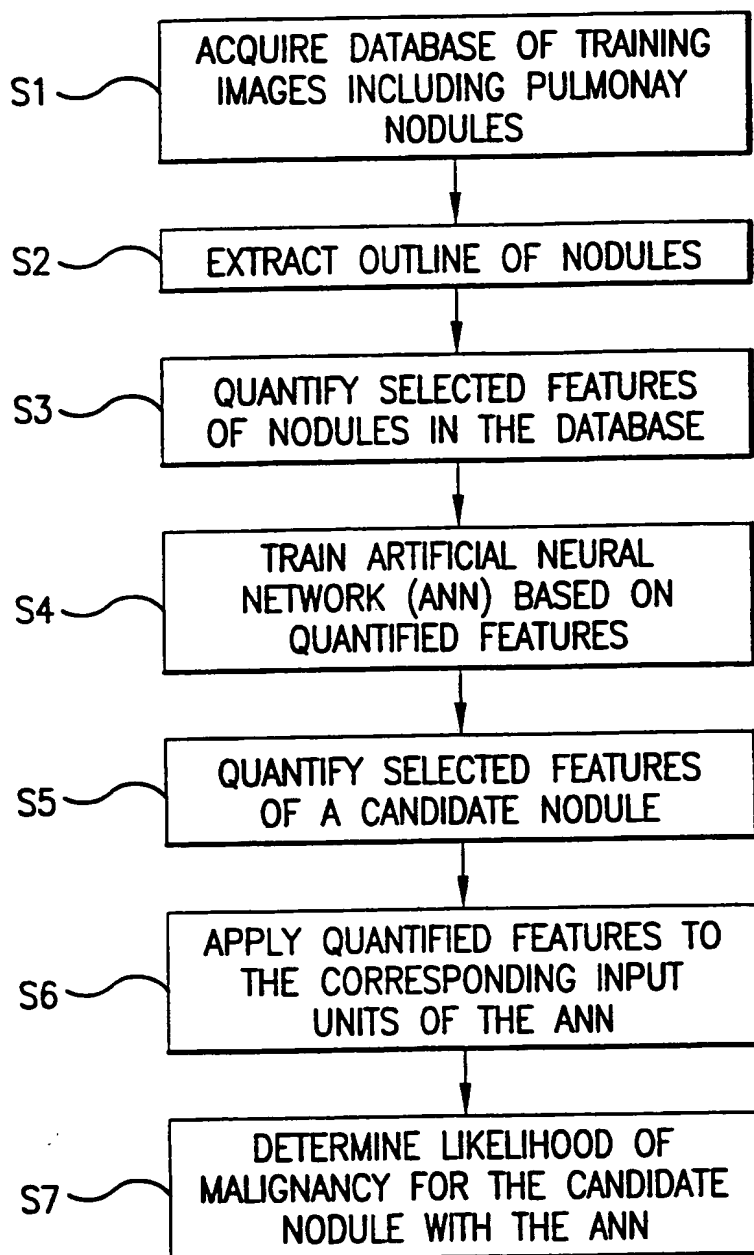 S1
ACQUIRE DATABASE OF TRAINING
IMAGES INCLUDING PULMONAY
NODULES
S2
EXTRACT OUTLINE OF NODULES
S3
QUANTIFY SELECTED FEATURES
OF NODULES IN THE DATABASE
S4
TRAIN ARTIFICIAL NEURAL
NETWORK (ANN) BASED ON
QUANTIFIED FEATURES
S5
QUANTIFY SELECTED FEATURES
OF A CANDIDATE NODULE
S6
APPLY QUANTIFIED FEATURES TO
THE CORRESPONDING INPUT
UNITS OF THE ANN
S7
DETERMINE LIKELIHOOD OF
MALIGNANCY FOR THE CANDIDATE
NODULE WITH THE ANN